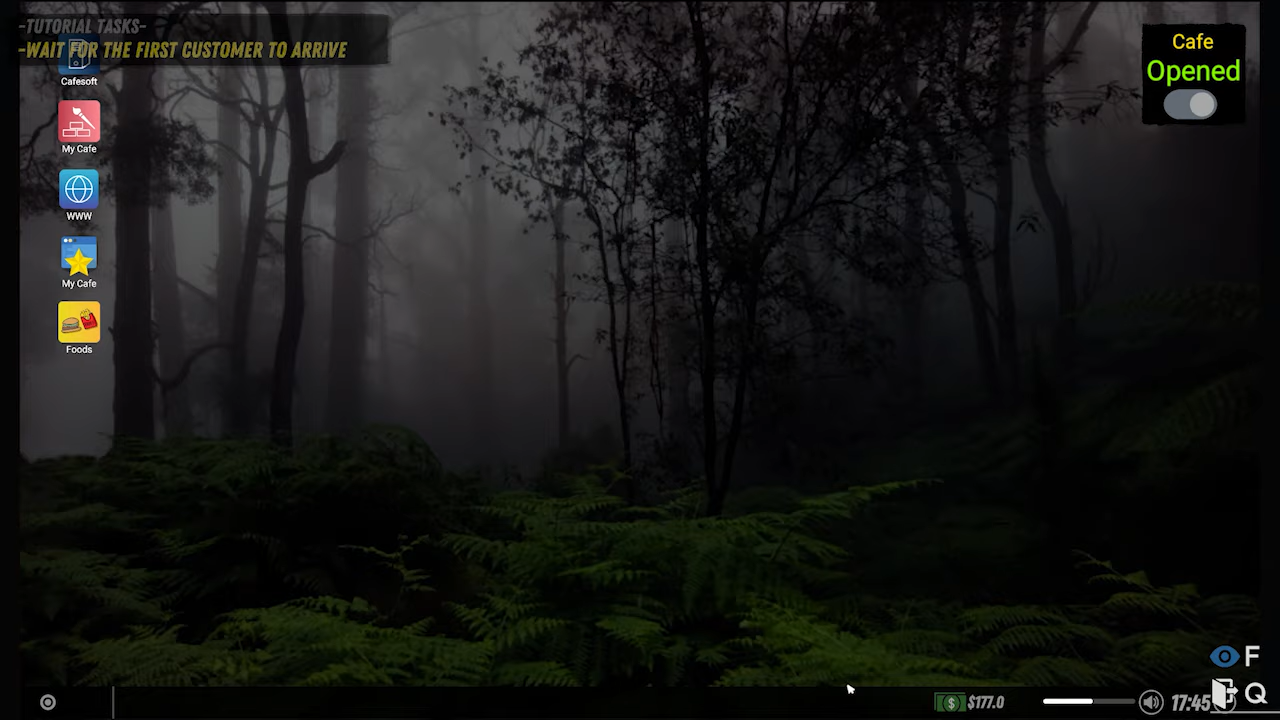 -TUTORIAL TASKS-
-WAIT FOR THE FIRST CUSTOMER TO ARRIVE
Cafesoft
My Cafe
WWW
My Cafe
Foods
Cafe
Opened
F
$177.0
17:45
Q